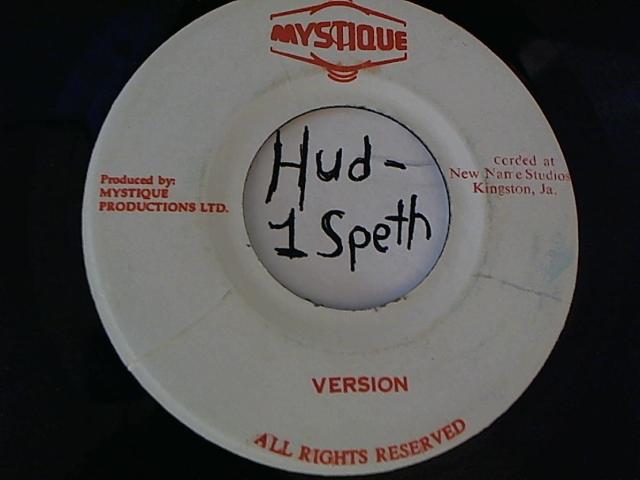 MYSTIQUE
Produced by:
MYSTIQUE
PRODUCTIONS LTD.
Hud-
1 Speth
corded at
New Name Studios
Kingston, Ja.
VERSION
ALL RIGHTS RESERVED